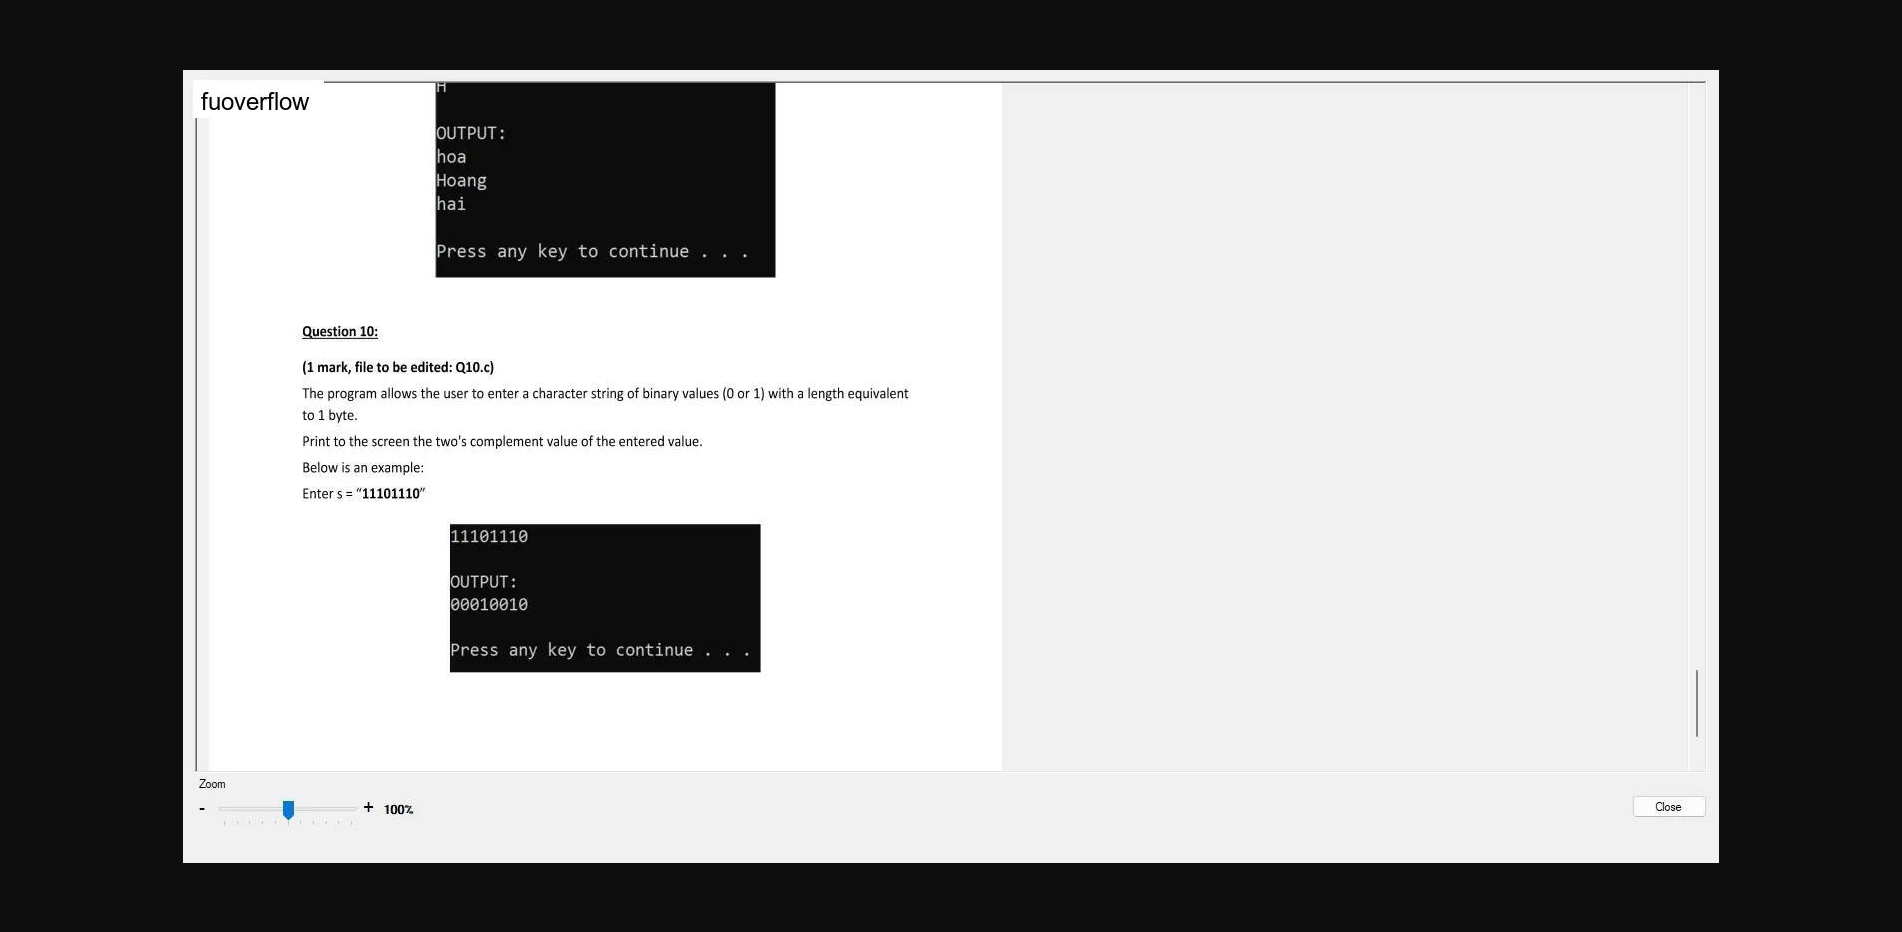 fuoverflow
H
OUTPUT:
hoa
Hoang
hai
Press any key to continue . . .
Question 10:
(1 mark, file to be edited: Q10.c)
The program allows the user to enter a character string of binary values (0 or 1) with a length equivalent
to 1 byte.
Print to the screen the two's complement value of the entered value.
Below is an example:
Enter s = “11101110”
11101110
OUTPUT:
00010010
Press any key to continue . . .
Zoom
- + 100%
Close